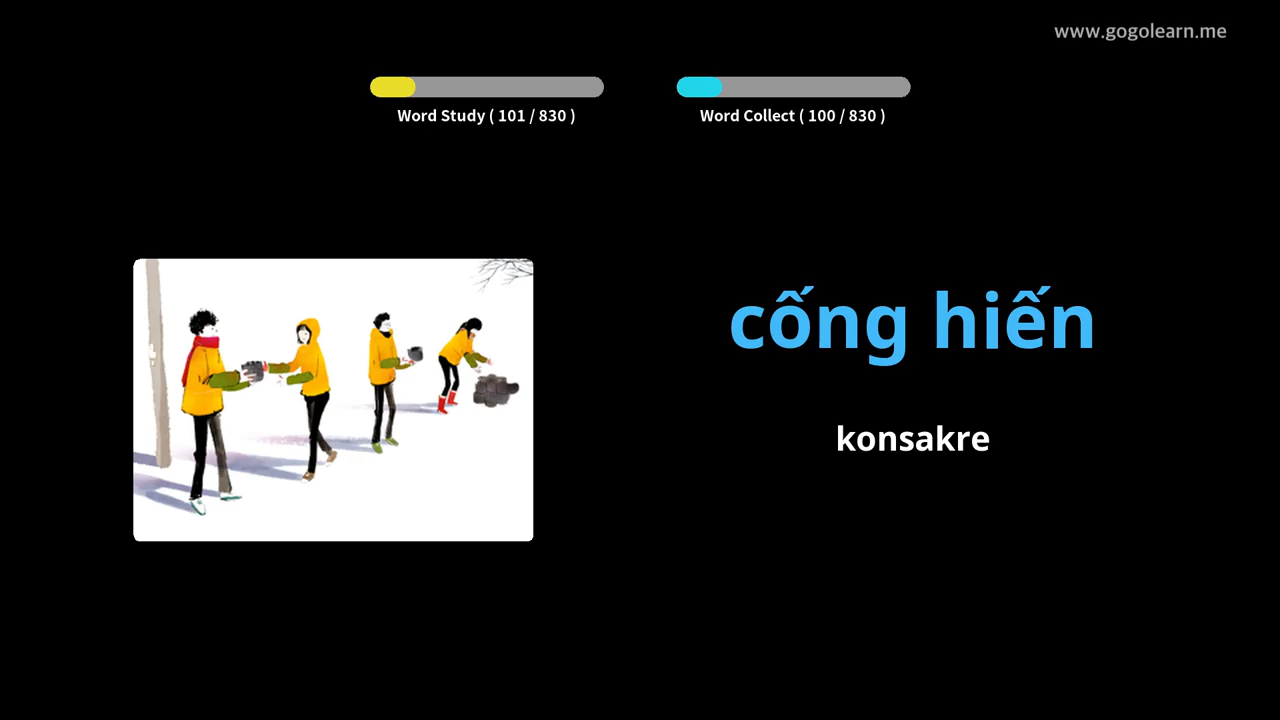 www.gogolearn.me
Word Study ( 101 / 830 )
Word Collect ( 100 / 830 )
cống hiến
konsakre